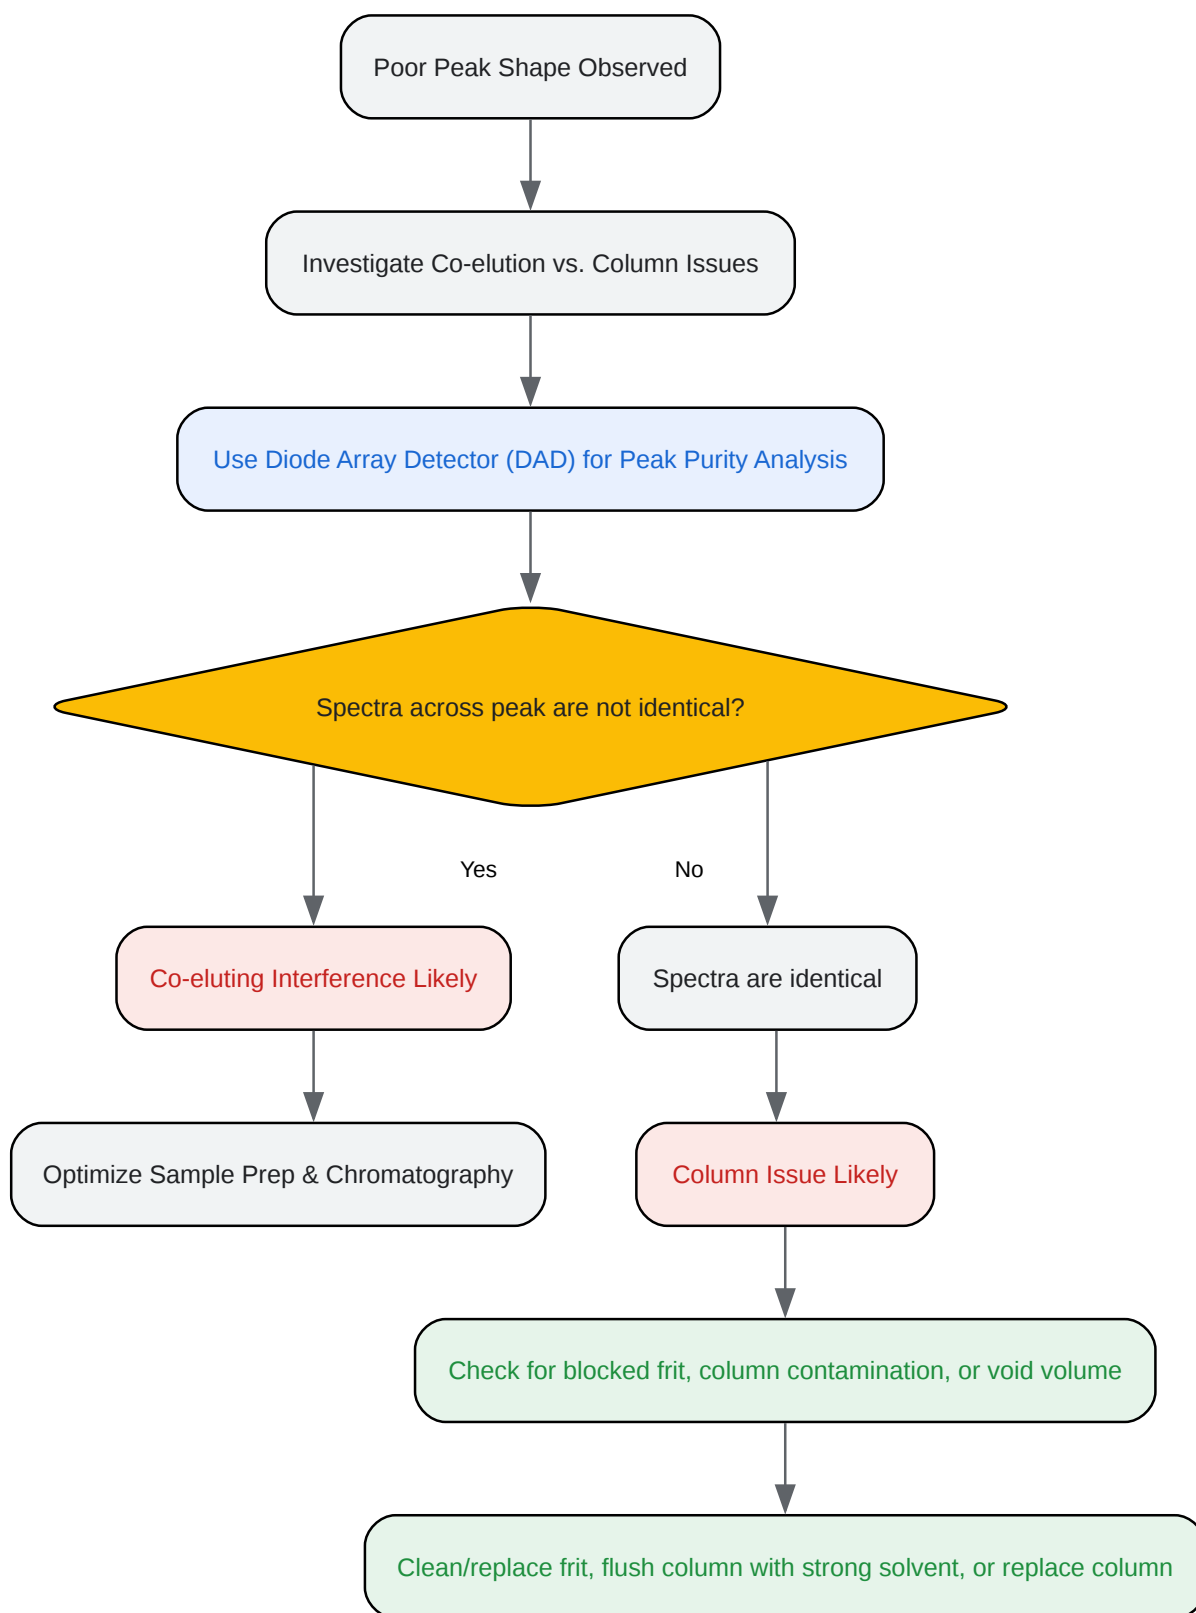 Poor Peak Shape Observed
Investigate Co-elution vs. Column Issues
Use Diode Array Detector (DAD) for Peak Purity Analysis
Spectra across peak are not identical?
Yes
No
Co-eluting Interference Likely
Spectra are identical
Optimize Sample Prep & Chromatography
Column Issue Likely
Check for blocked frit, column contamination, or void volume
Clean/replace frit, flush column with strong solvent, or replace column